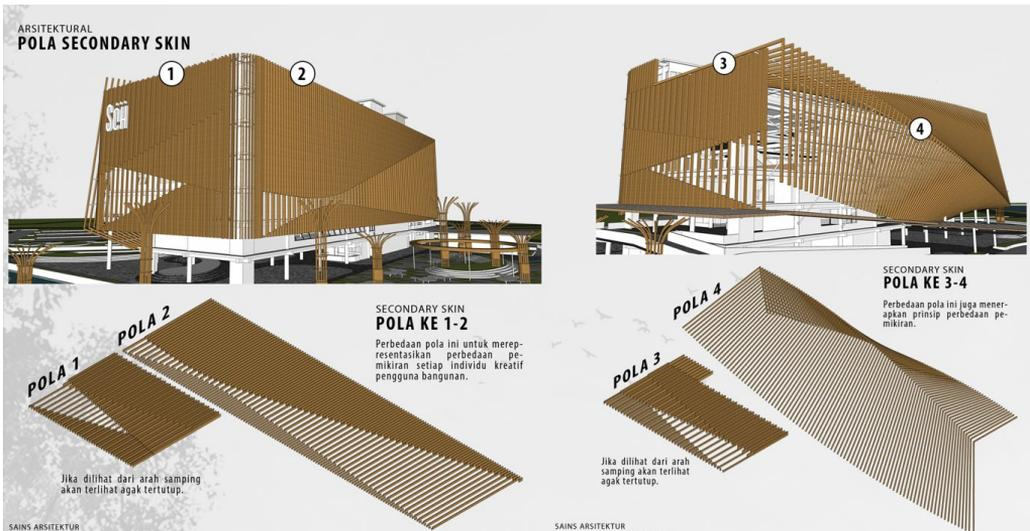 ARSITEKTURAL
POLA SECONDARY SKIN
1
2
SCH
3
4
POLA 1
POLA 2
SECONDARY SKIN
POLA KE 1-2
Perbedaan pola ini untuk merep-
resentasikan perbedaan pe-
mikiran setiap individu kreatif
pengguna bangunan.
Jika dilihat dari arah samping
akan terlihat agak tertutup.
SAINS ARSITEKTUR
POLA 3
POLA 4
SECONDARY SKIN
POLA KE 3-4
Perbedaan pola ini juga mener-
apkan prinsip perbedaan pe-
mikiran.
Jika dilihat dari arah
samping akan terlihat
agak tertutup.
SAINS ARSITEKTUR